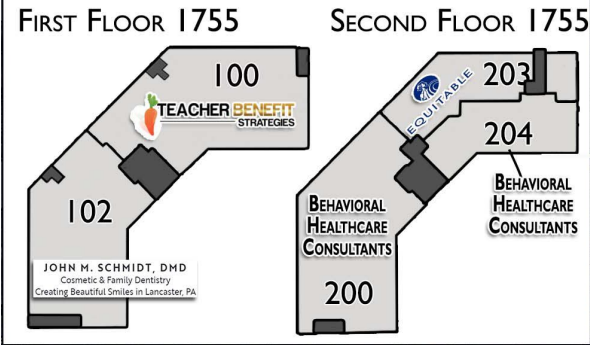 First Floor 1755
100
TEACHER BENEFIT
STRATEGIES
102
JOHN M. SCHMIDT, DMD
Cosmetic & Family Dentistry
Creating Beautiful Smiles in Lancaster, PA
Second Floor 1755
203
EQUITABLE
204
Behavioral
Healthcare
Consultants
Behavioral
Healthcare
Consultants
200